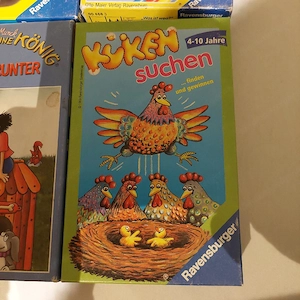 Ravensburger
KÜKEN
suchen
4-10 Jahre
finden
und gewinnen
Ravensburger
KÖNIG
UNTER